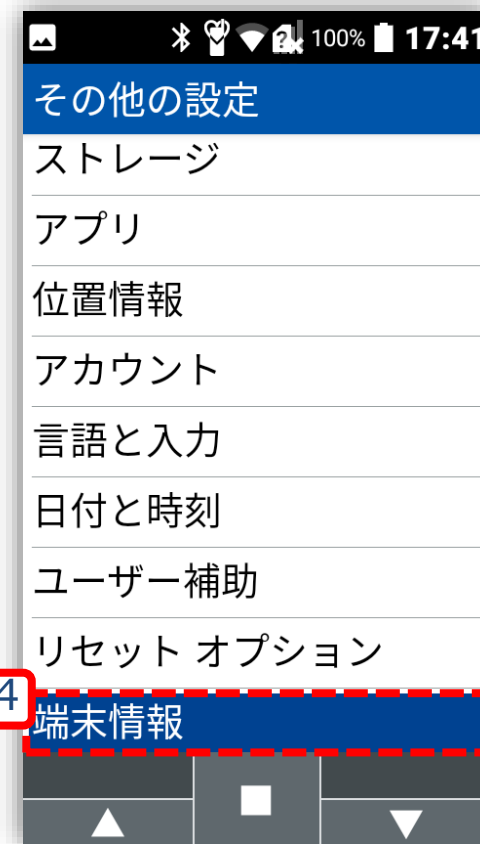 100% 17:41
その他の設定
ストレージ
アプリ
位置情報
アカウント
言語と入力
日付と時刻
ユーザー補助
リセット オプション
4
端末情報